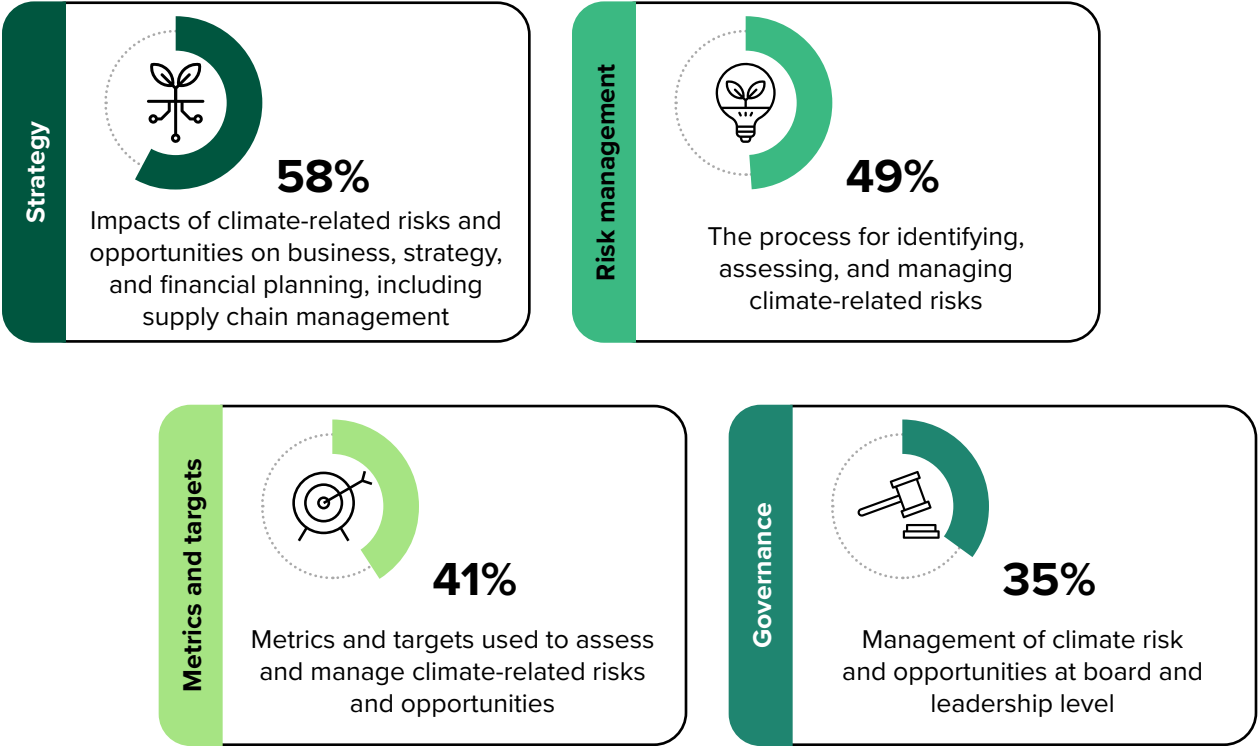 Strategy
58%
Impacts of climate-related risks and
opportunities on business, strategy,
and financial planning, including
supply chain management
Risk management
49%
The process for identifying,
assessing, and managing
climate-related risks
Metrics and targets
41%
Metrics and targets used to assess
and manage climate-related risks
and opportunities
Governance
35%
Management of climate risk
and opportunities at board and
leadership level